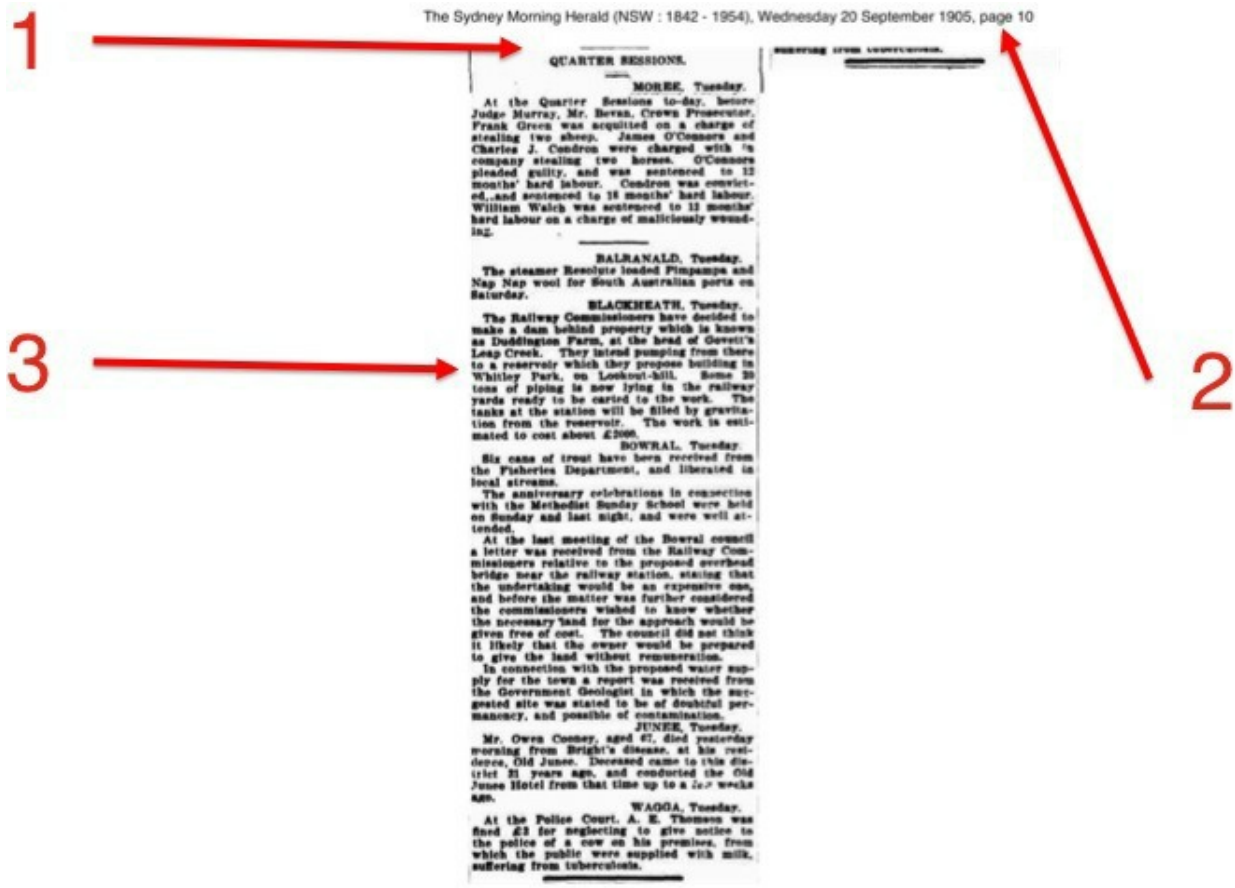 The Sydney Morning Herald (NSW : 1842 - 1954), Wednesday 20 September 1905, page 10
1
2
3
QUARTER SESSIONS.
MOREE, Tuesday.
At the Quarter Sessions to-day, before
Judge Murray, Mr. Bevan, Crown Prosecutor,
Frank Green was acquitted on a charge of
stealing two sheep. James O'Connors and
Charles J. Condron were charged with in
company stealing two horses. O'Connors
pleaded guilty, and was sentenced to 12
months' hard labour. Condron was convict-
ed, and sentenced to 18 months' hard labour.
William Walch was sentenced to 12 months'
hard labour on a charge of maliciously wound-
ing.
BALRANALD, Tuesday.
The steamer Resolute loaded Pimpampa and
Nap Nap wool for South Australian ports on
Saturday.
BLACKHEATH, Tuesday.
The Railway Commissioners have decided to
make a dam behind property which is known
as Duddington Farm, at the head of Govett's
Leap Creek. They intend pumping from there
to a reservoir which they propose building in
Whitley Park, on Lookout-hill. Some 20
tons of piping is now lying in the railway
yards ready to be carted to the work. The
tanks at the station will be filled by gravita-
tion from the reservoir. The work is esti-
mated to cost about £2000.
BOWRAL, Tuesday.
Six cans of trout have been received from
the Fisheries Department, and liberated in
local streams.
The anniversary celebrations in connection
with the Methodist Sunday School were held
on Sunday and last night, and were well at-
tended.
At the last meeting of the Bowral council
a letter was received from the Railway Com-
missioners relative to the proposed overhead
bridge near the railway station, stating that
the undertaking would be an expensive one,
and before the matter was further considered
the commissioners wished to know whether
the necessary land for the approach would be
given free of cost. The council did not think
it likely that the owner would be prepared
to give the land without remuneration.
In connection with the proposed water sup-
ply for the town a report was received from
the Government Geologist in which the sug-
gested site was stated to be of doubtful per-
manency, and possible of contamination.
JUNEE, Tuesday.
Mr. Owen Cooney, aged 67, died yesterday
morning from Bright's disease, at his resi-
dence, Old Junee. Deceased came to this dis-
trict 21 years ago, and conducted the Old
Junee Hotel from that time up to a weeks
ago.
WAGGA, Tuesday.
At the Police Court, A. E. Thomson was
fined £2 for neglecting to give notice to
the police of a cow on his premises, from
which the public were supplied with milk,
suffering from tuberculosis.
suffering from tuberculosis.